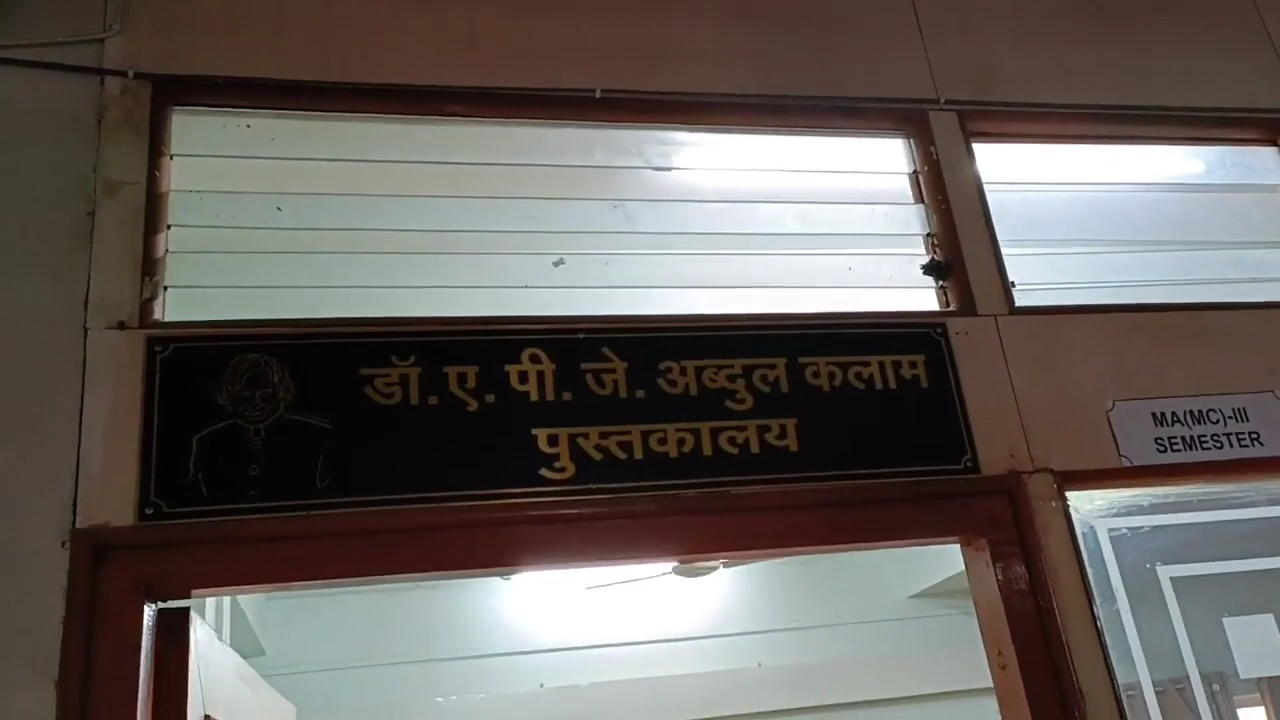 डॉ. ए. पी. जे. अब्दुल कलाम
पुस्तकालय
MA(MC)-III
SEMESTER